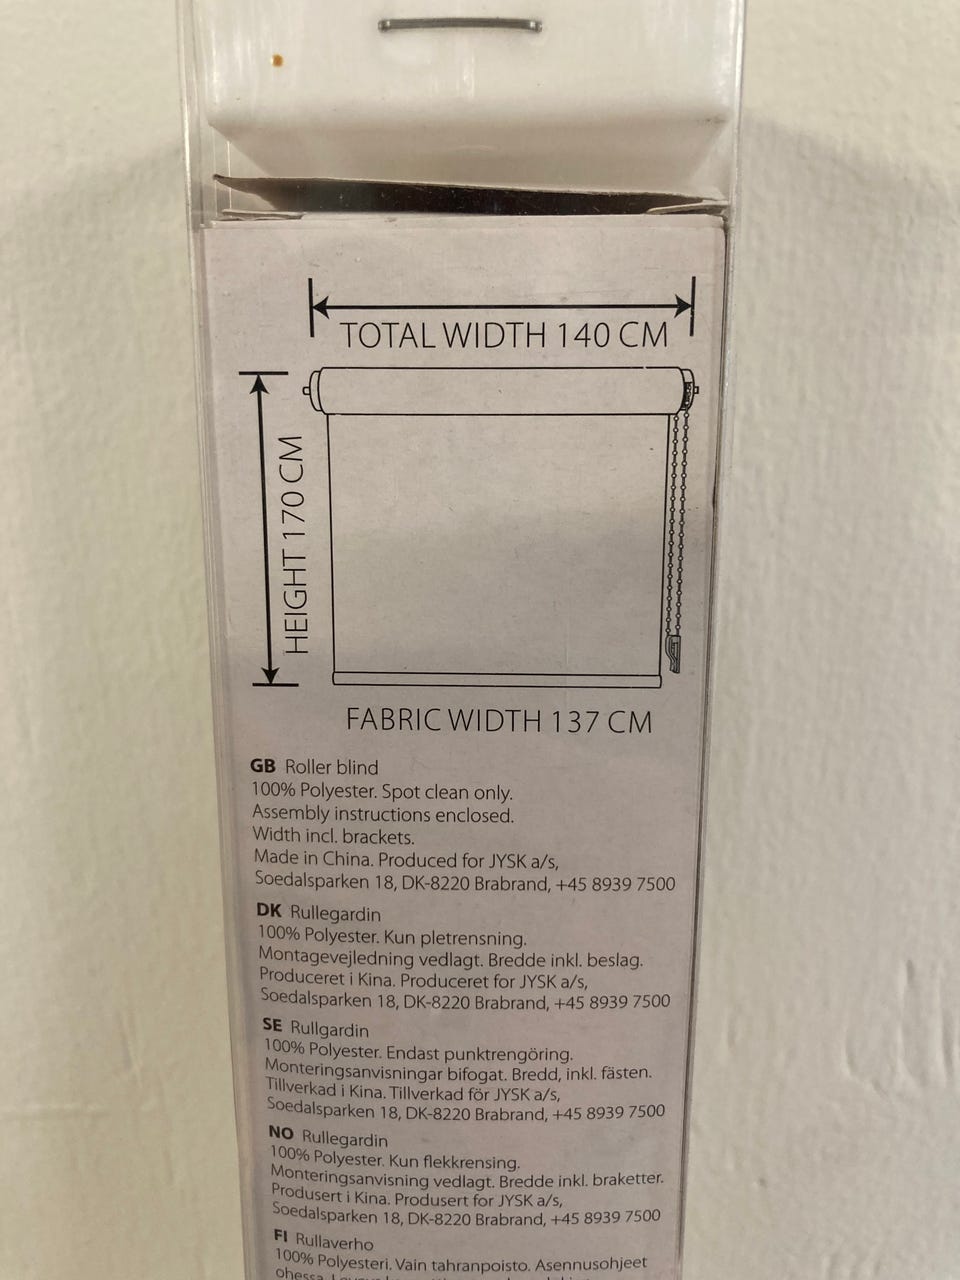 TOTAL WIDTH 140 CM
HEIGHT 170 CM
FABRIC WIDTH 137 CM
GB Roller blind
100% Polyester. Spot clean only.
Assembly instructions enclosed.
Width incl. brackets.
Made in China. Produced for JYSK a/s,
Soedalsparken 18, DK-8220 Brabrand, +45 8939 7500
DK Rullegardin
100% Polyester. Kun pletrensning.
Montagevejledning vedlagt. Bredde inkl. beslag.
Produceret i Kina. Produceret for JYSK a/s,
Soedalsparken 18, DK-8220 Brabrand, +45 8939 7500
SE Rullgardin
100% Polyester. Endast punktrengöring.
Monteringsanvisningar bifogat. Bredd, inkl. fästen.
Tillverkad i Kina. Tillverkad för JYSK a/s,
Soedalsparken 18, DK-8220 Brabrand, +45 8939 7500
NO Rullegardin
100% Polyester. Kun flekkrensing.
Monteringsanvisning vedlagt. Bredde inkl. braketter.
Produsert i Kina. Produsert for JYSK a/s,
Soedalsparken 18, DK-8220 Brabrand, +45 8939 7500
FI Rullaverho
100% Polyesteri. Vain tahranpoisto. Asennusohjeet
ohessa.